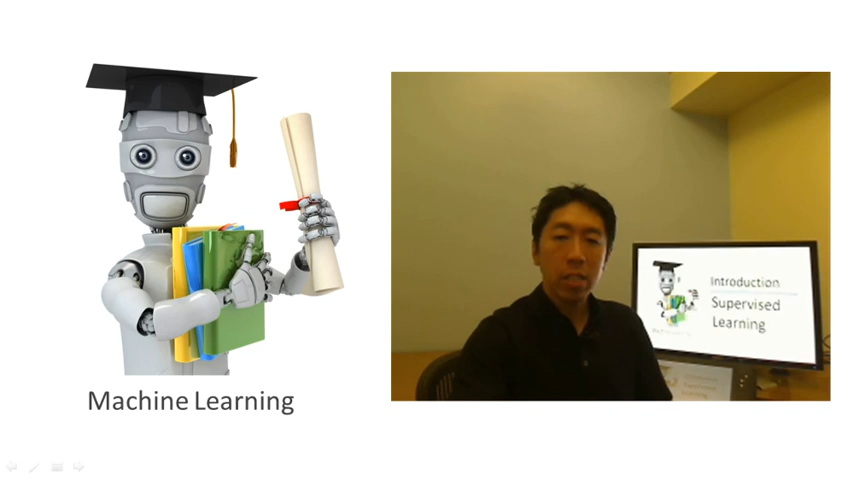 Machine Learning
Introduction
Supervised
Learning